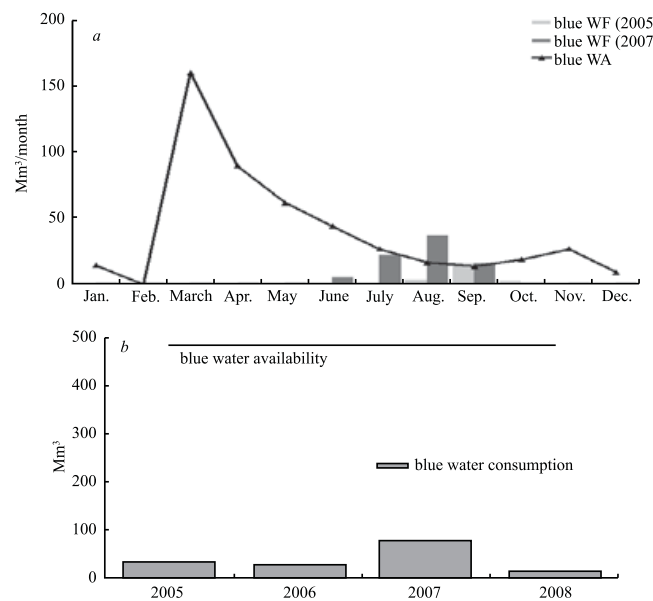 200
150
100
50
0
Mm³/month
a
blue WF (2005
blue WF (2007
blue WA
Jan. Feb. March Apr. May June July Aug. Sep. Oct. Nov. Dec.
500
400
300
200
100
0
Mm³
b
blue water availability
blue water consumption
2005 2006 2007 2008